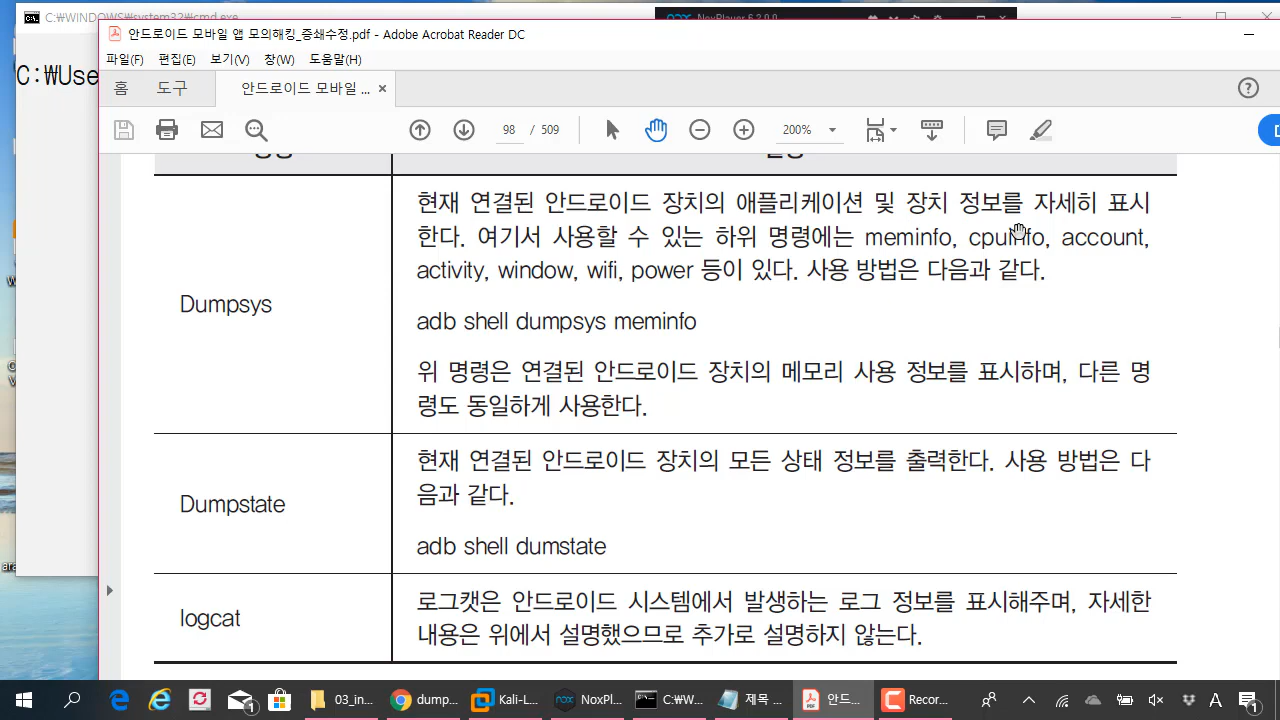 C:\WINDOWS\system32\cmd.exe
NoxPlayer 6.2.0.0
안드로이드 모바일 앱 모의해킹_증쇄수정.pdf - Adobe Acrobat Reader DC
파일(F) 편집(E) 보기(V) 창(W) 도움말(H)
C:\Use
홈 도구 안드로이드 모바일 ... ×
98 / 509 200%
현재 연결된 안드로이드 장치의 애플리케이션 및 장치 정보를 자세히 표시
한다. 여기서 사용할 수 있는 하위 명령에는 meminfo, cpuinfo, account,
activity, window, wifi, power 등이 있다. 사용 방법은 다음과 같다.
Dumpsys
adb shell dumpsys meminfo
위 명령은 연결된 안드로이드 장치의 메모리 사용 정보를 표시하며, 다른 명
령도 동일하게 사용한다.
현재 연결된 안드로이드 장치의 모든 상태 정보를 출력한다. 사용 방법은 다
음과 같다.
Dumpstate
adb shell dumstate
로그캣은 안드로이드 시스템에서 발생하는 로그 정보를 표시해주며, 자세한
logcat
내용은 위에서 설명했으므로 추가로 설명하지 않는다.
03_in... dump... Kali-L... NoxPl... C:\W... 제목 ... 안드... Recor... A 1